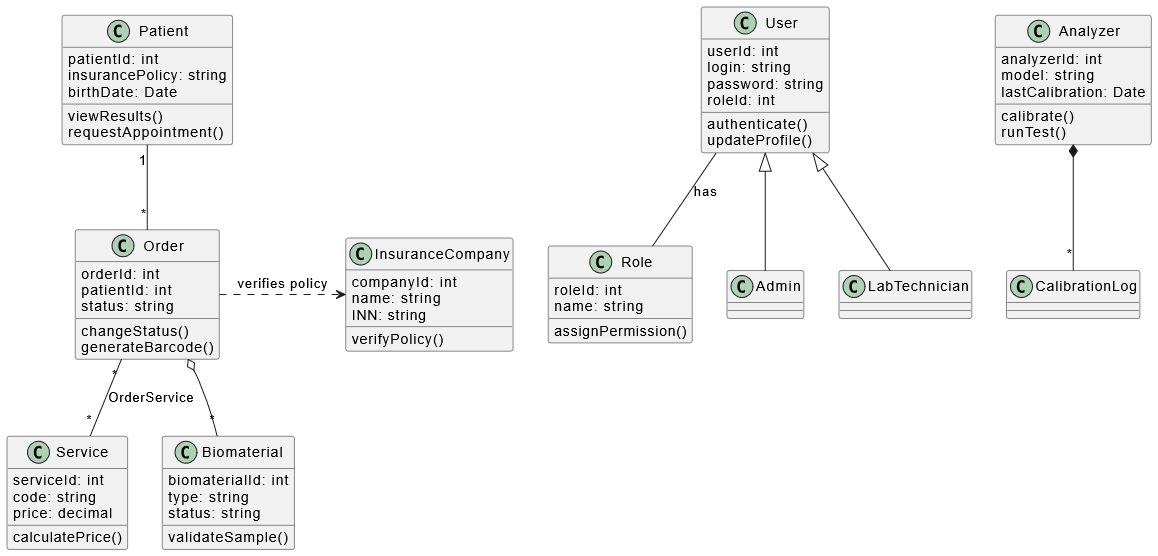 C Patient
patientId: int
insurancePolicy: string
birthDate: Date
viewResults()
requestAppointment()
1
*
C Order
orderId: int
patientId: int
status: string
changeStatus()
generateBarcode()
verifies policy
C InsuranceCompany
companyId: int
name: string
INN: string
verifyPolicy()
*
OrderService
*
*
C Service
serviceId: int
code: string
price: decimal
calculatePrice()
C Biomaterial
biomaterialId: int
type: string
status: string
validateSample()
C User
userId: int
login: string
password: string
roleId: int
authenticate()
updateProfile()
has
C Role
roleId: int
name: string
assignPermission()
C Admin
C LabTechnician
C Analyzer
analyzerId: int
model: string
lastCalibration: Date
calibrate()
runTest()
*
C CalibrationLog